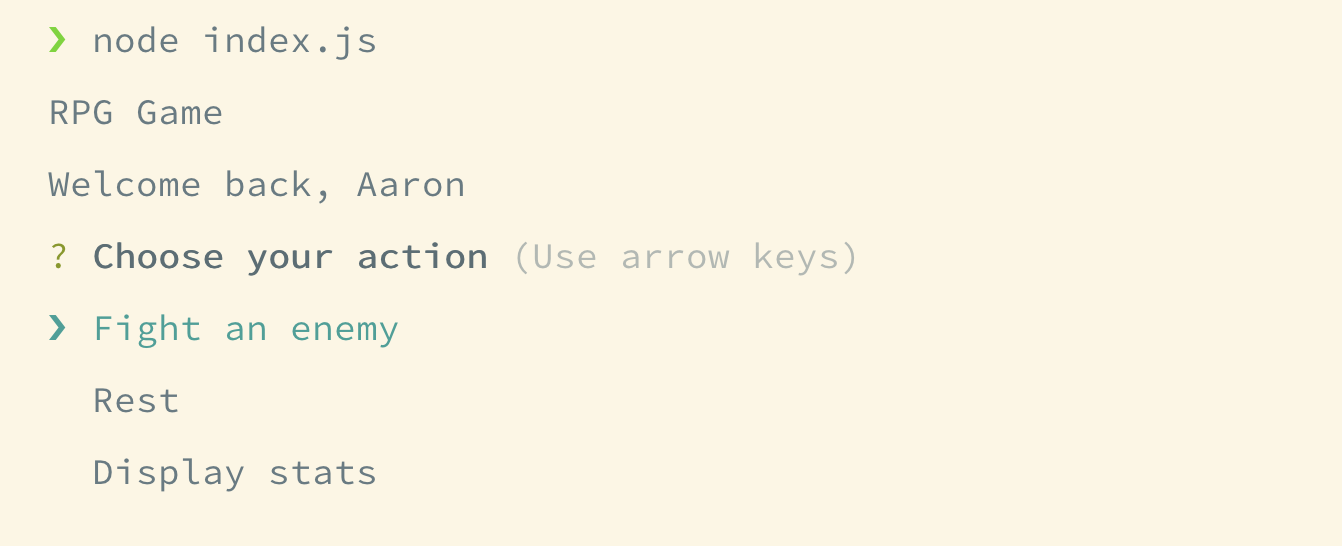 ❯ node index.js
RPG Game
Welcome back, Aaron
? Choose your action (Use arrow keys)
❯ Fight an enemy
Rest
Display stats